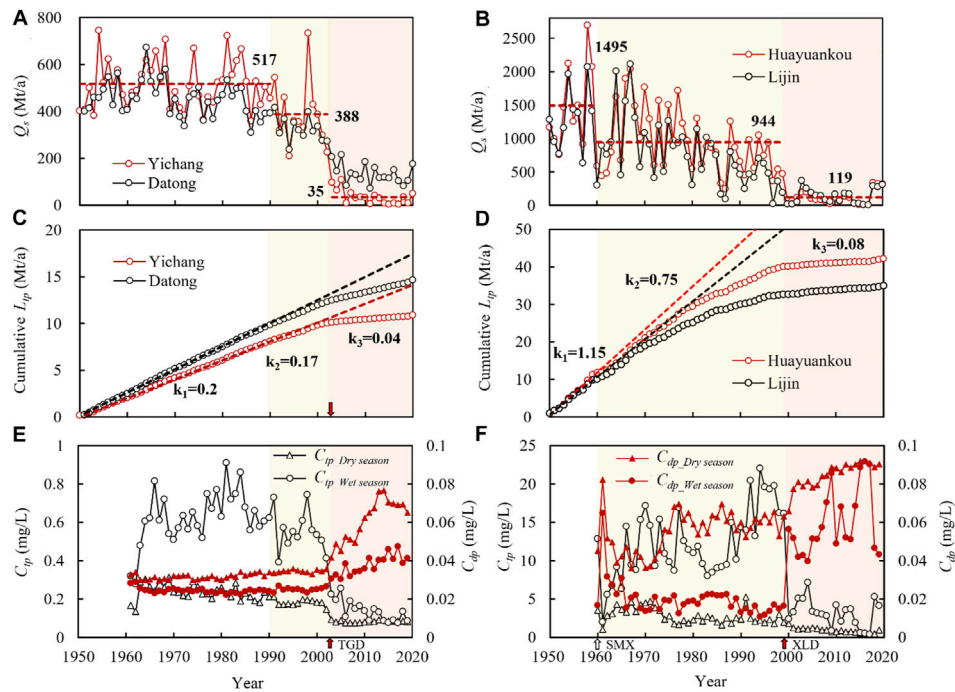 A
B
800
600
400
200
0
Qs (Mt/a)
517
388
35
Yichang
Datong
2500
2000
1500
1000
500
0
Qs (Mt/a)
1495
944
119
Huayuankou
Lijin
C
D
20
15
10
5
0
Cumulative Ltp (Mt/a)
Yichang
Datong
k1=0.2
k2=0.17
k3=0.04
50
40
30
20
10
0
Cumulative Ltp (Mt/a)
k1=1.15
k2=0.75
k3=0.08
Huayuankou
Lijin
E
F
1
0.8
0.6
0.4
0.2
0
Ctp (mg/L)
Ctp Dry season
Ctp Wet season
0.1
0.08
0.06
0.04
0.02
0
Cdp (mg/L)
TGD
1950 1960 1970 1980 1990 2000 2010 2020
Year
25
20
15
10
5
0
Ctp (mg/L)
Cdp_Dry season
Cdp_Wet season
0.1
0.08
0.06
0.04
0.02
0
Cdp (mg/L)
SMX
XLD
1950 1960 1970 1980 1990 2000 2010 2020
Year